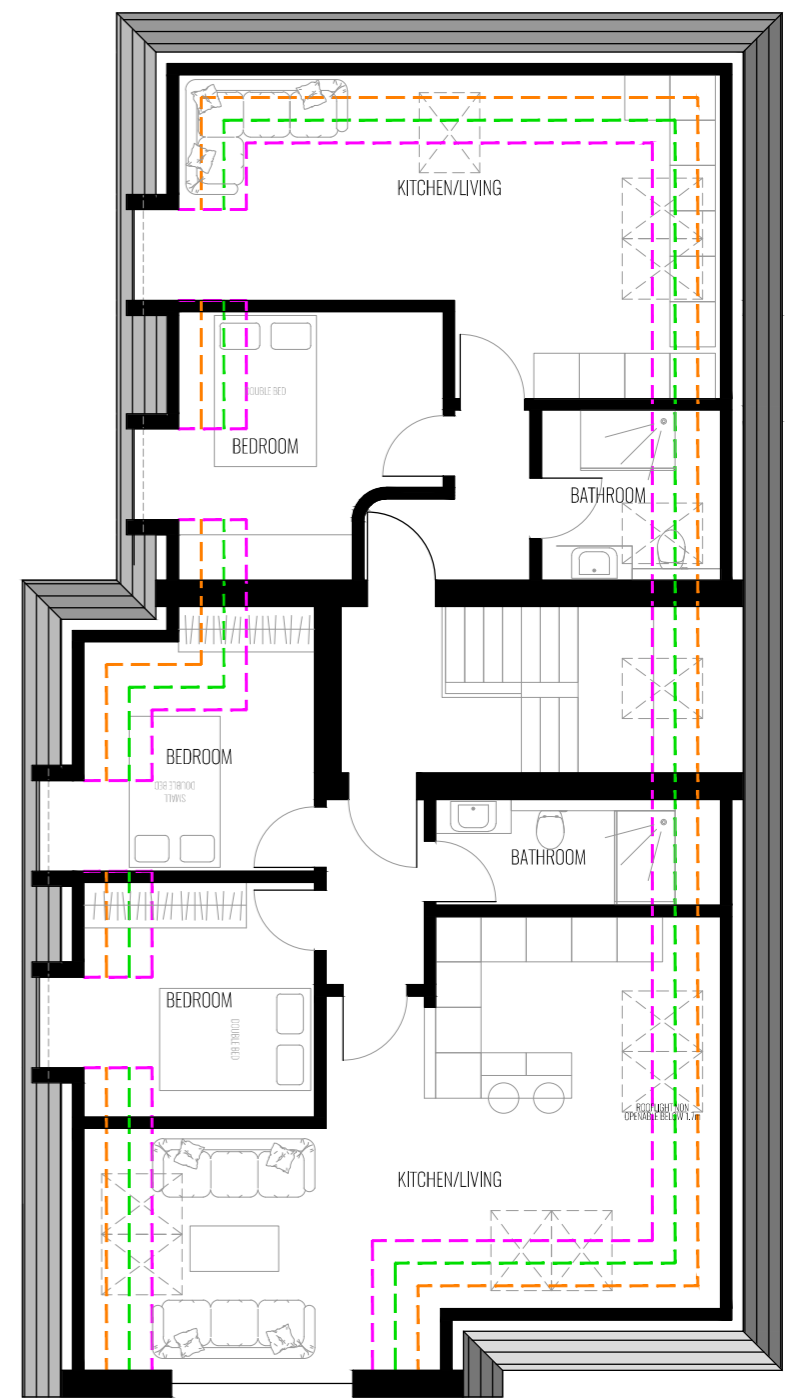 KITCHEN/LIVING
DOUBLE BED
BEDROOM
BATHROOM
BEDROOM
SMALL
DOUBLE BED
BATHROOM
BEDROOM
DOUBLE BED
ROOFLIGHT NON
OPENABLE BELOW 1.7m
KITCHEN/LIVING